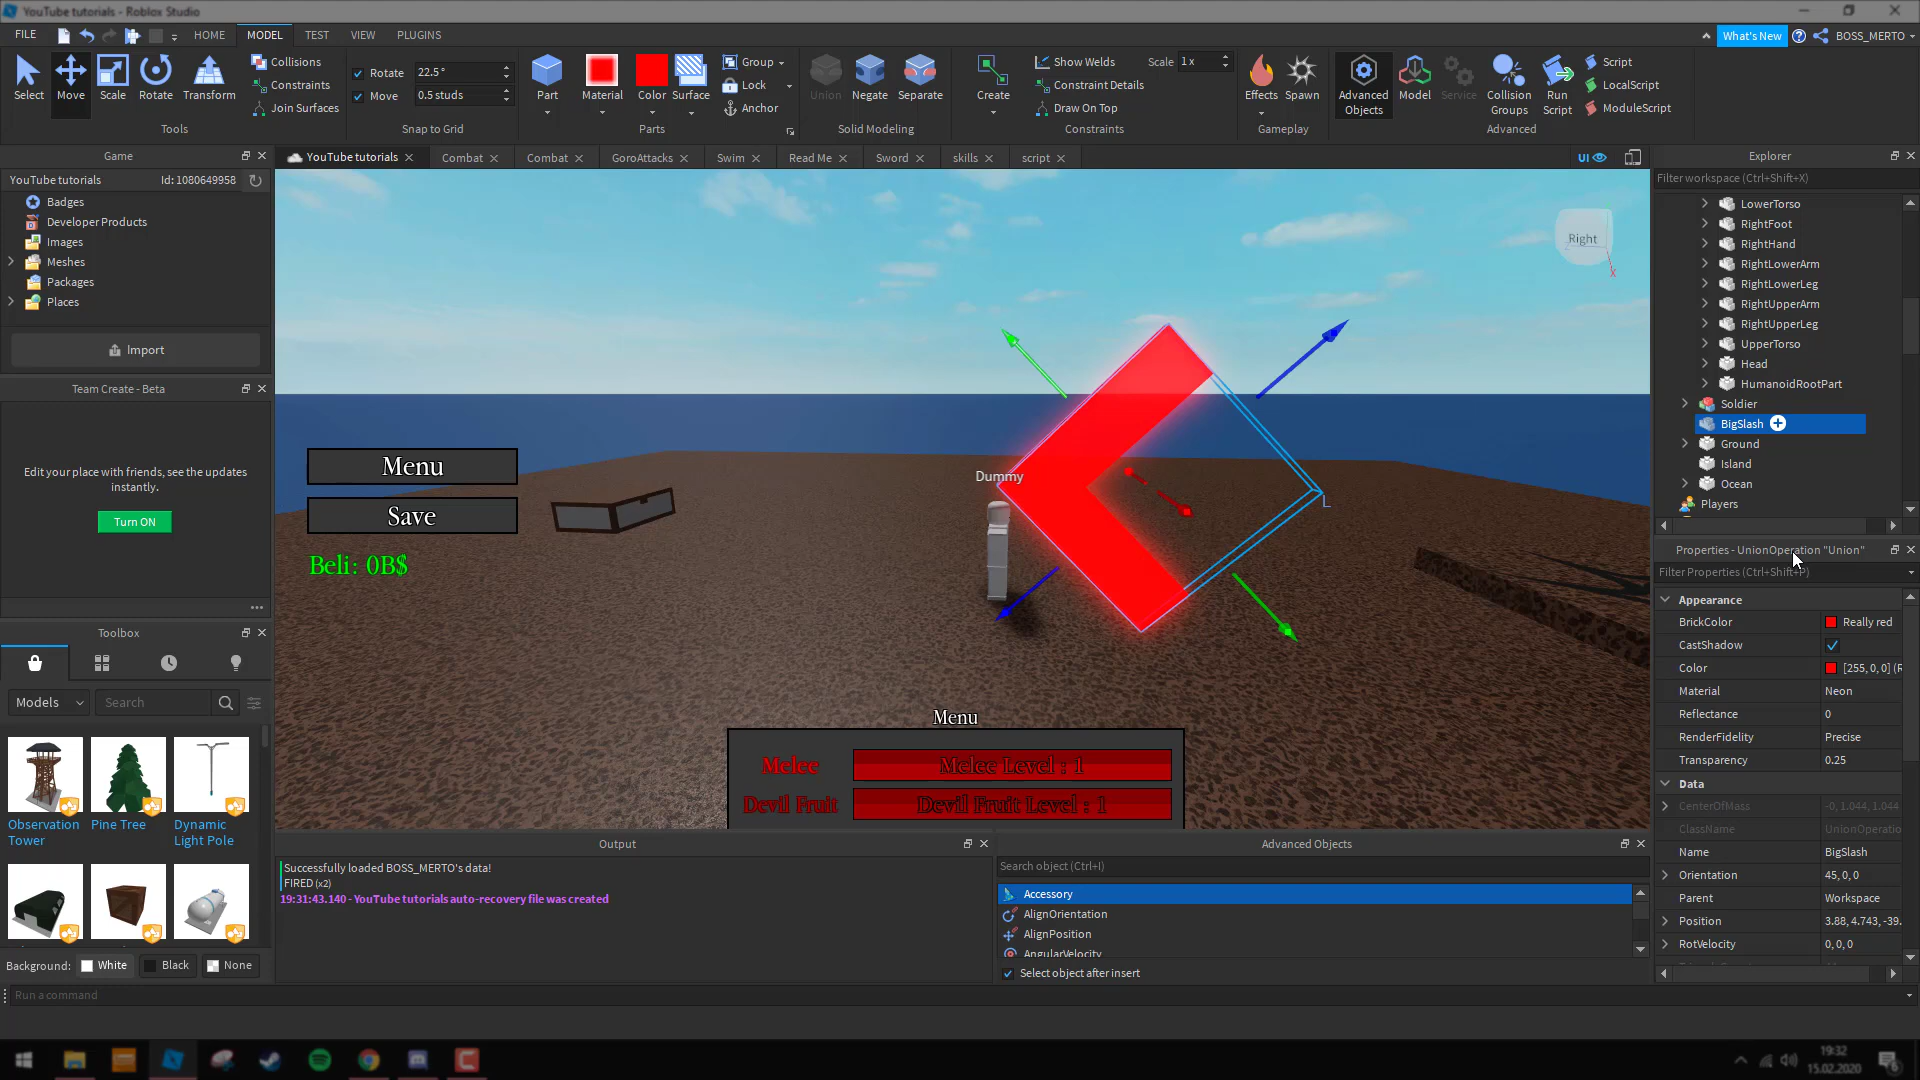 YouTube tutorials - Roblox Studio
FILE
HOME
MODEL
TEST
VIEW
PLUGINS
What's New
BOSS_MERTO
Select
Move
Scale
Rotate
Transform
Collisions
Constraints
Join Surfaces
Tools
Rotate
22.5 °
Move
0.5 studs
Snap to Grid
Part
Material
Color
Surface
Group
Lock
Anchor
Parts
Union
Negate
Separate
Solid Modeling
Create
Show Welds
Scale
1 x
Constraint Details
Draw On Top
Constraints
Effects
Spawn
Gameplay
Advanced
Objects
Model
Service
Collision
Groups
Run
Script
Script
LocalScript
ModuleScript
Advanced
Game
YouTube tutorials
Id: 1080649958
Badges
Developer Products
Images
Meshes
Packages
Places
Import
Team Create - Beta
Edit your place with friends, see the updates
instantly.
Turn ON
Toolbox
Models
Search
Observation
Tower
Pine Tree
Dynamic
Light Pole
Background:
White
Black
None
YouTube tutorials
Combat
Combat
GoroAttacks
Swim
Read Me
Sword
skills
script
UI
Right
X
Menu
Save
Beli: 0B$
Dummy
L
Menu
Melee
Melee Level : 1
Devil Fruit
Devil Fruit Level : 1
Output
Successfully loaded BOSS_MERTO's data!
FIRED (x2)
19:31:43.140 - YouTube tutorials auto-recovery file was created
Advanced Objects
Search object (Ctrl+I)
Accessory
AlignOrientation
AlignPosition
AngularVelocity
Select object after insert
Explorer
Filter workspace (Ctrl+Shift+X)
LowerTorso
RightFoot
RightHand
RightLowerArm
RightLowerLeg
RightUpperArm
RightUpperLeg
UpperTorso
Head
HumanoidRootPart
Soldier
BigSlash
Ground
Island
Ocean
Players
Properties - UnionOperation "Union"
Filter Properties (Ctrl+Shift+P)
Appearance
BrickColor
Really red
CastShadow
Color
[255, 0, 0] (R
Material
Neon
Reflectance
0
RenderFidelity
Precise
Transparency
0.25
Data
CenterOfMass
-0, 1.044, 1.044
ClassName
UnionOperatio
Name
BigSlash
Orientation
45, 0, 0
Parent
Workspace
Position
3.88, 4.743, -39.
RotVelocity
0, 0, 0
Run a command
19:32
15.02.2020